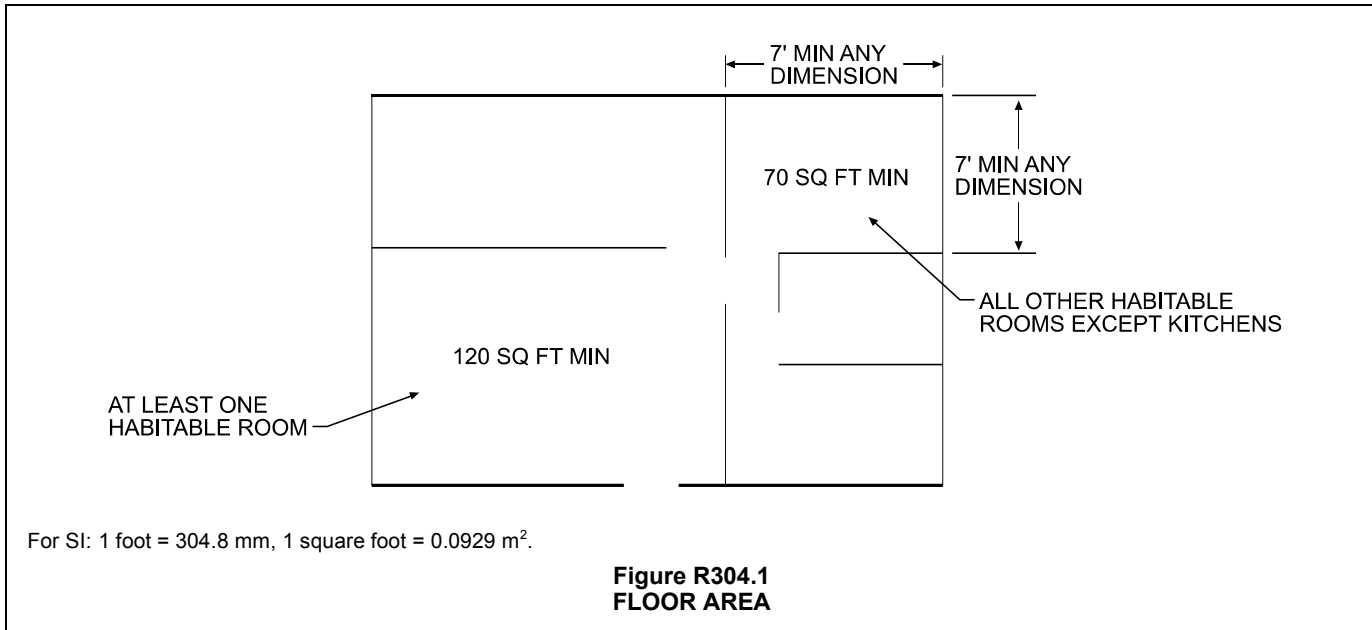 7' MIN ANY
DIMENSION
70 SQ FT MIN
7' MIN ANY
DIMENSION
ALL OTHER HABITABLE
ROOMS EXCEPT KITCHENS
120 SQ FT MIN
AT LEAST ONE
HABITABLE ROOM
For SI: 1 foot = 304.8 mm, 1 square foot = 0.0929 m².
Figure R304.1
FLOOR AREA